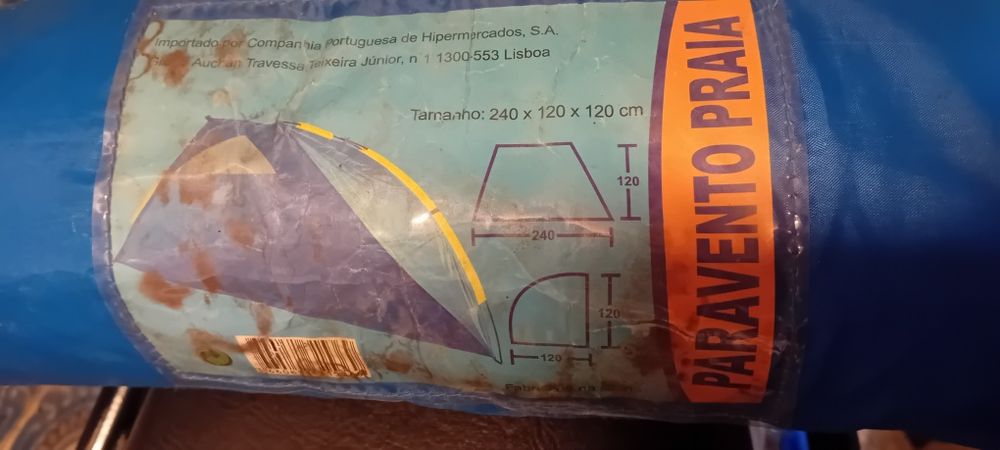 Importado por Companhia Portuguesa de Hipermercados, S.A.
Auchan Travessa Teixeira Júnior, n 1 1300-553 Lisboa
Tamanho: 240 x 120 x 120 cm
120
240
120
120
PARAVENTO PRAIA